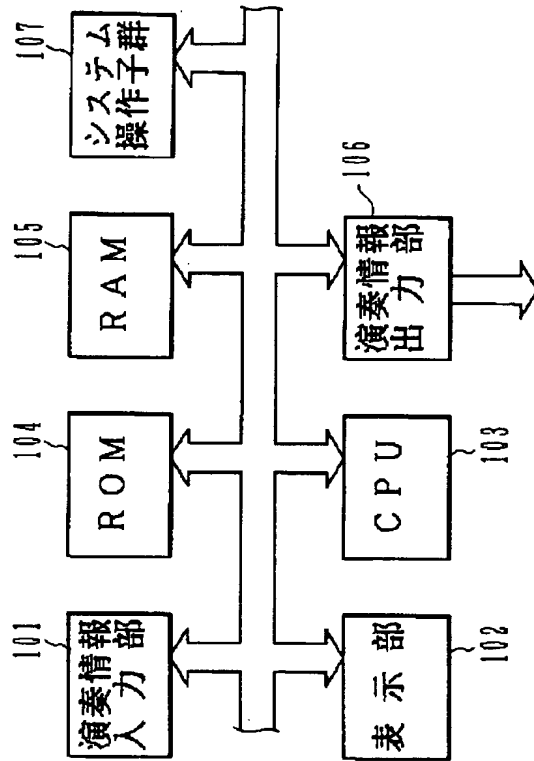 101
演奏情報
入力部
104
ROM
105
RAM
107
システム
操作子群
表示部
102
CPU
103
演奏情報
出力部
106